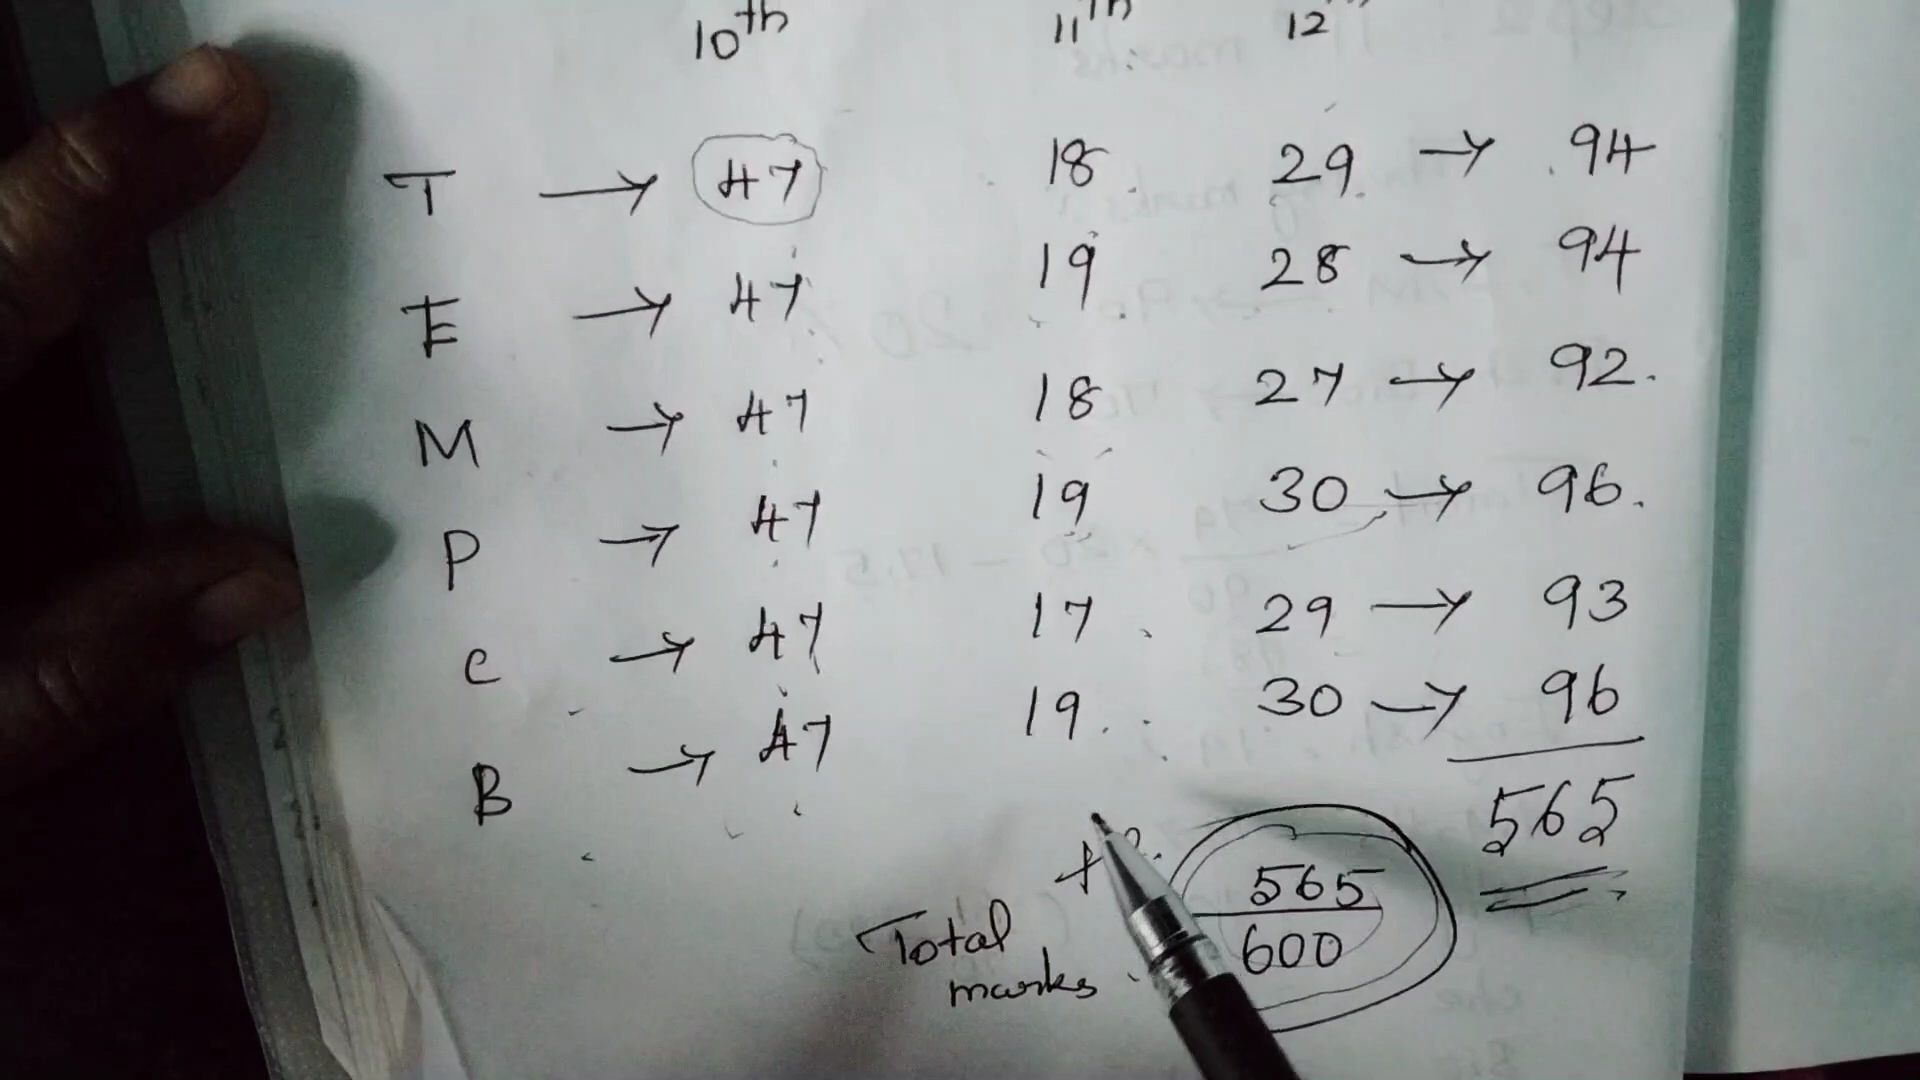 10th 11th 12
T → 47 18 29 → 94
E → 47 19 28 → 94
M → 47 18 27 → 92
P → 47 19 30 → 96
C → 47 17 29 → 93
B → 47 19 30 → 96
565
Total marks : 565/600